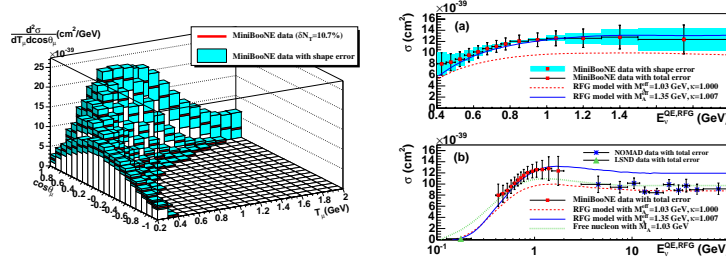 d²σ
dTμdcosθμ (cm²/GeV)
×10⁻³⁹
MiniBooNE data (δN_T=10.7%)
MiniBooNE data with shape error
25
20
15
10
5
0
1
0.8
0.6
0.4
0.2
0
-0.2
-0.4
-0.6
-0.8
-1
cosθμ
0.2
0.4
0.6
0.8
1
1.2
1.4
1.6
1.8
2
Tμ(GeV)
×10⁻³⁹
σ (cm²)
16
14
12
10
8
6
4
2
0
(a)
MiniBooNE data with shape error
MiniBooNE data with total error
RFG model with M_A^eff=1.03 GeV, κ=1.000
RFG model with M_A^eff=1.35 GeV, κ=1.007
0.4 0.6 0.8 1 1.2 1.4
E_ν^QE,RFG (GeV)
×10⁻³⁹
σ (cm²)
16
14
12
10
8
6
4
2
0
(b)
NOMAD data with total error
LSND data with total error
MiniBooNE data with total error
RFG model with M_A^eff=1.03 GeV, κ=1.000
RFG model with M_A^eff=1.35 GeV, κ=1.007
Free nucleon with M_A=1.03 GeV
10⁻¹ 1 10
E_ν^QE,RFG (GeV)